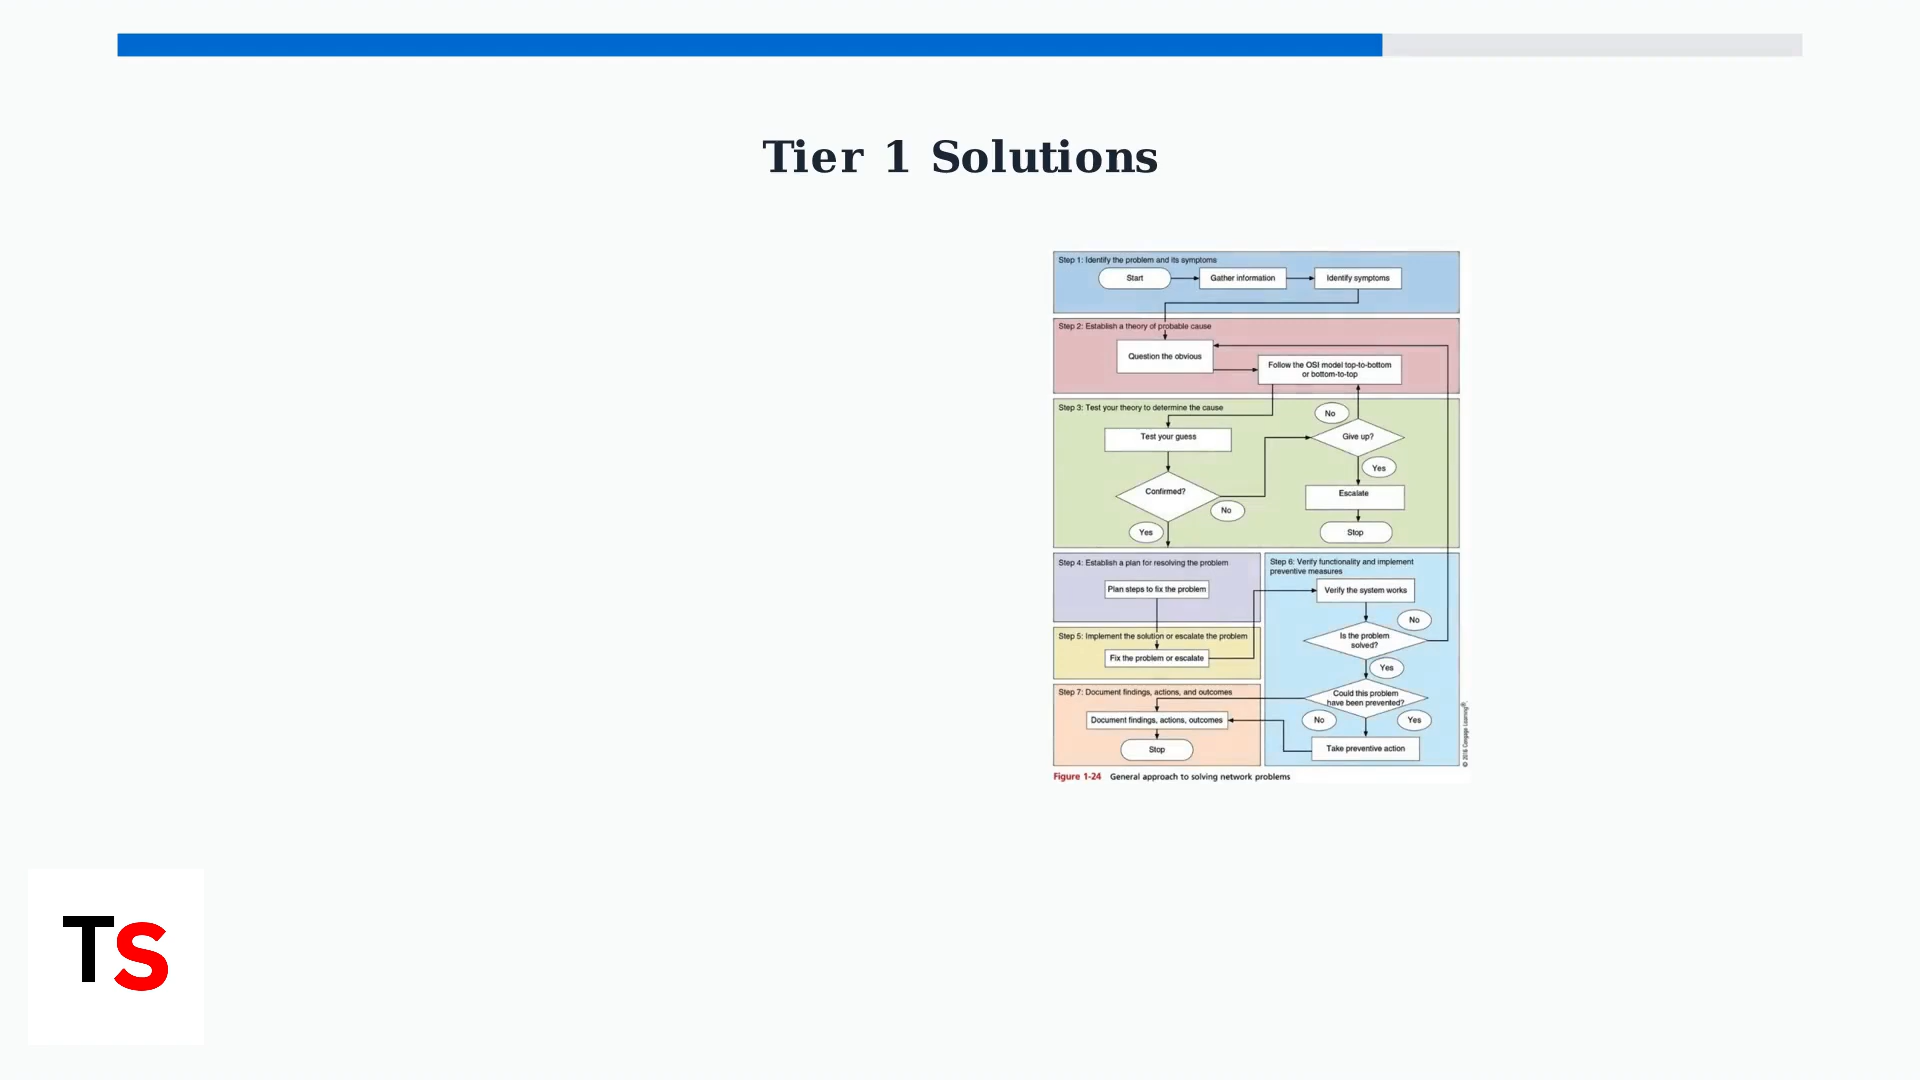 Tier 1 Solutions
Step 1: Identify the problem and its symptoms
Start
Gather information
Identify symptoms
Step 2: Establish a theory of probable cause
Question the obvious
Follow the OSI model top-to-bottom
or bottom-to-top
Step 3: Test your theory to determine the cause
No
Test your guess
Give up?
Yes
Confirmed?
Escalate
No
Yes
Stop
Step 4: Establish a plan for resolving the problem
Plan steps to fix the problem
Step 5: Implement the solution or escalate the problem
Fix the problem or escalate
Step 6: Verify functionality and implement
preventive measures
Verify the system works
No
Is the problem
solved?
Yes
Could this problem
have been prevented?
No
Yes
Take preventive action
Step 7: Document findings, actions, and outcomes
Document findings, actions, outcomes
Stop
© 2016 Cengage Learning®.
Figure 1-24 General approach to solving network problems
TS